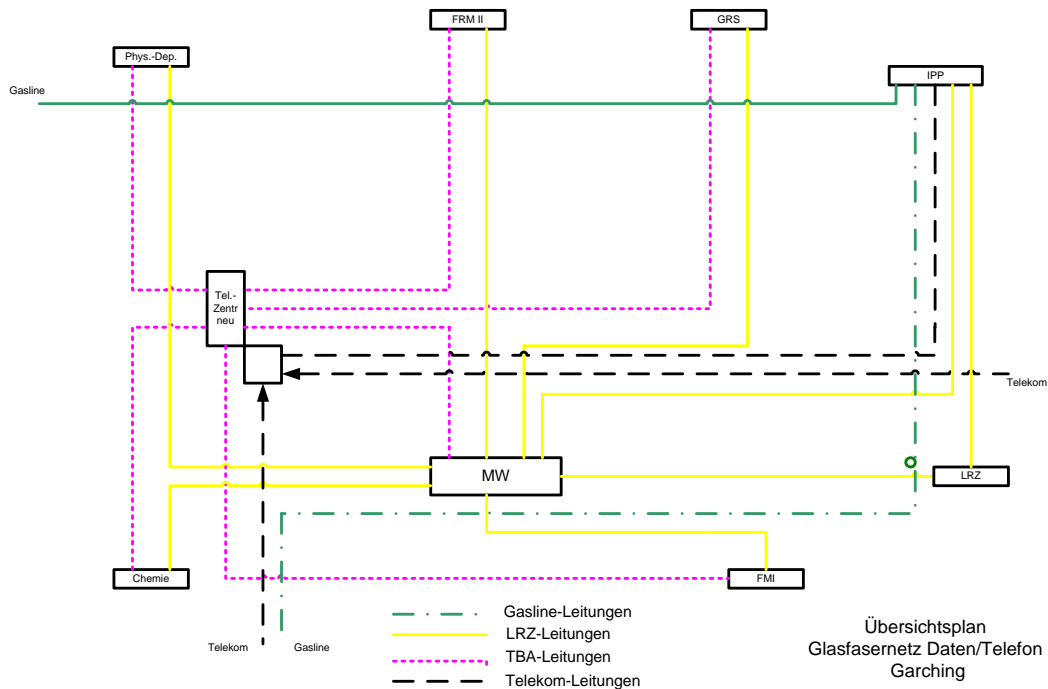 FRM II
GRS
Phys.-Dep.
IPP
Gasline
Tel.-
Zentr
neu
Telekom
MW
LRZ
Chemie
FMI
Telekom
Gasline
Gasline-Leitungen
LRZ-Leitungen
TBA-Leitungen
Telekom-Leitungen
Übersichtsplan
Glasfasernetz Daten/Telefon
Garching